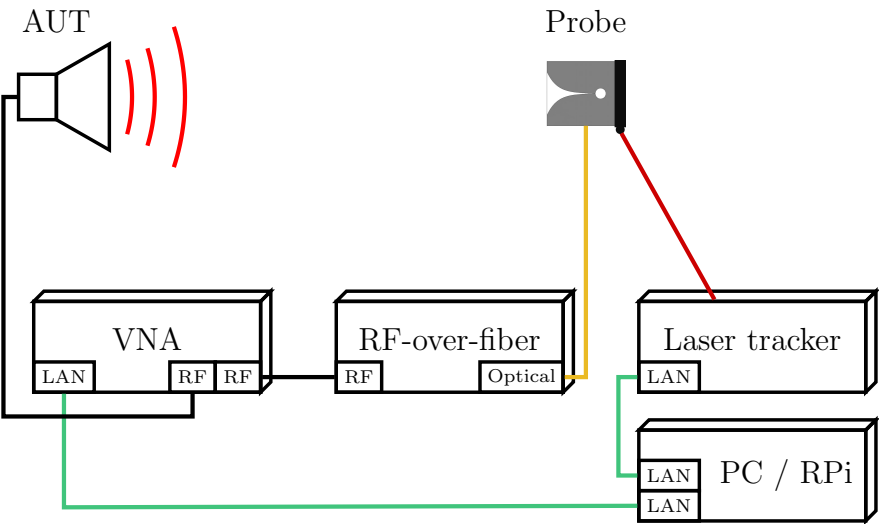 AUT
Probe
VNA
LAN
RF
RF
RF-over-fiber
RF
Optical
Laser tracker
LAN
PC / RPi
LAN
LAN